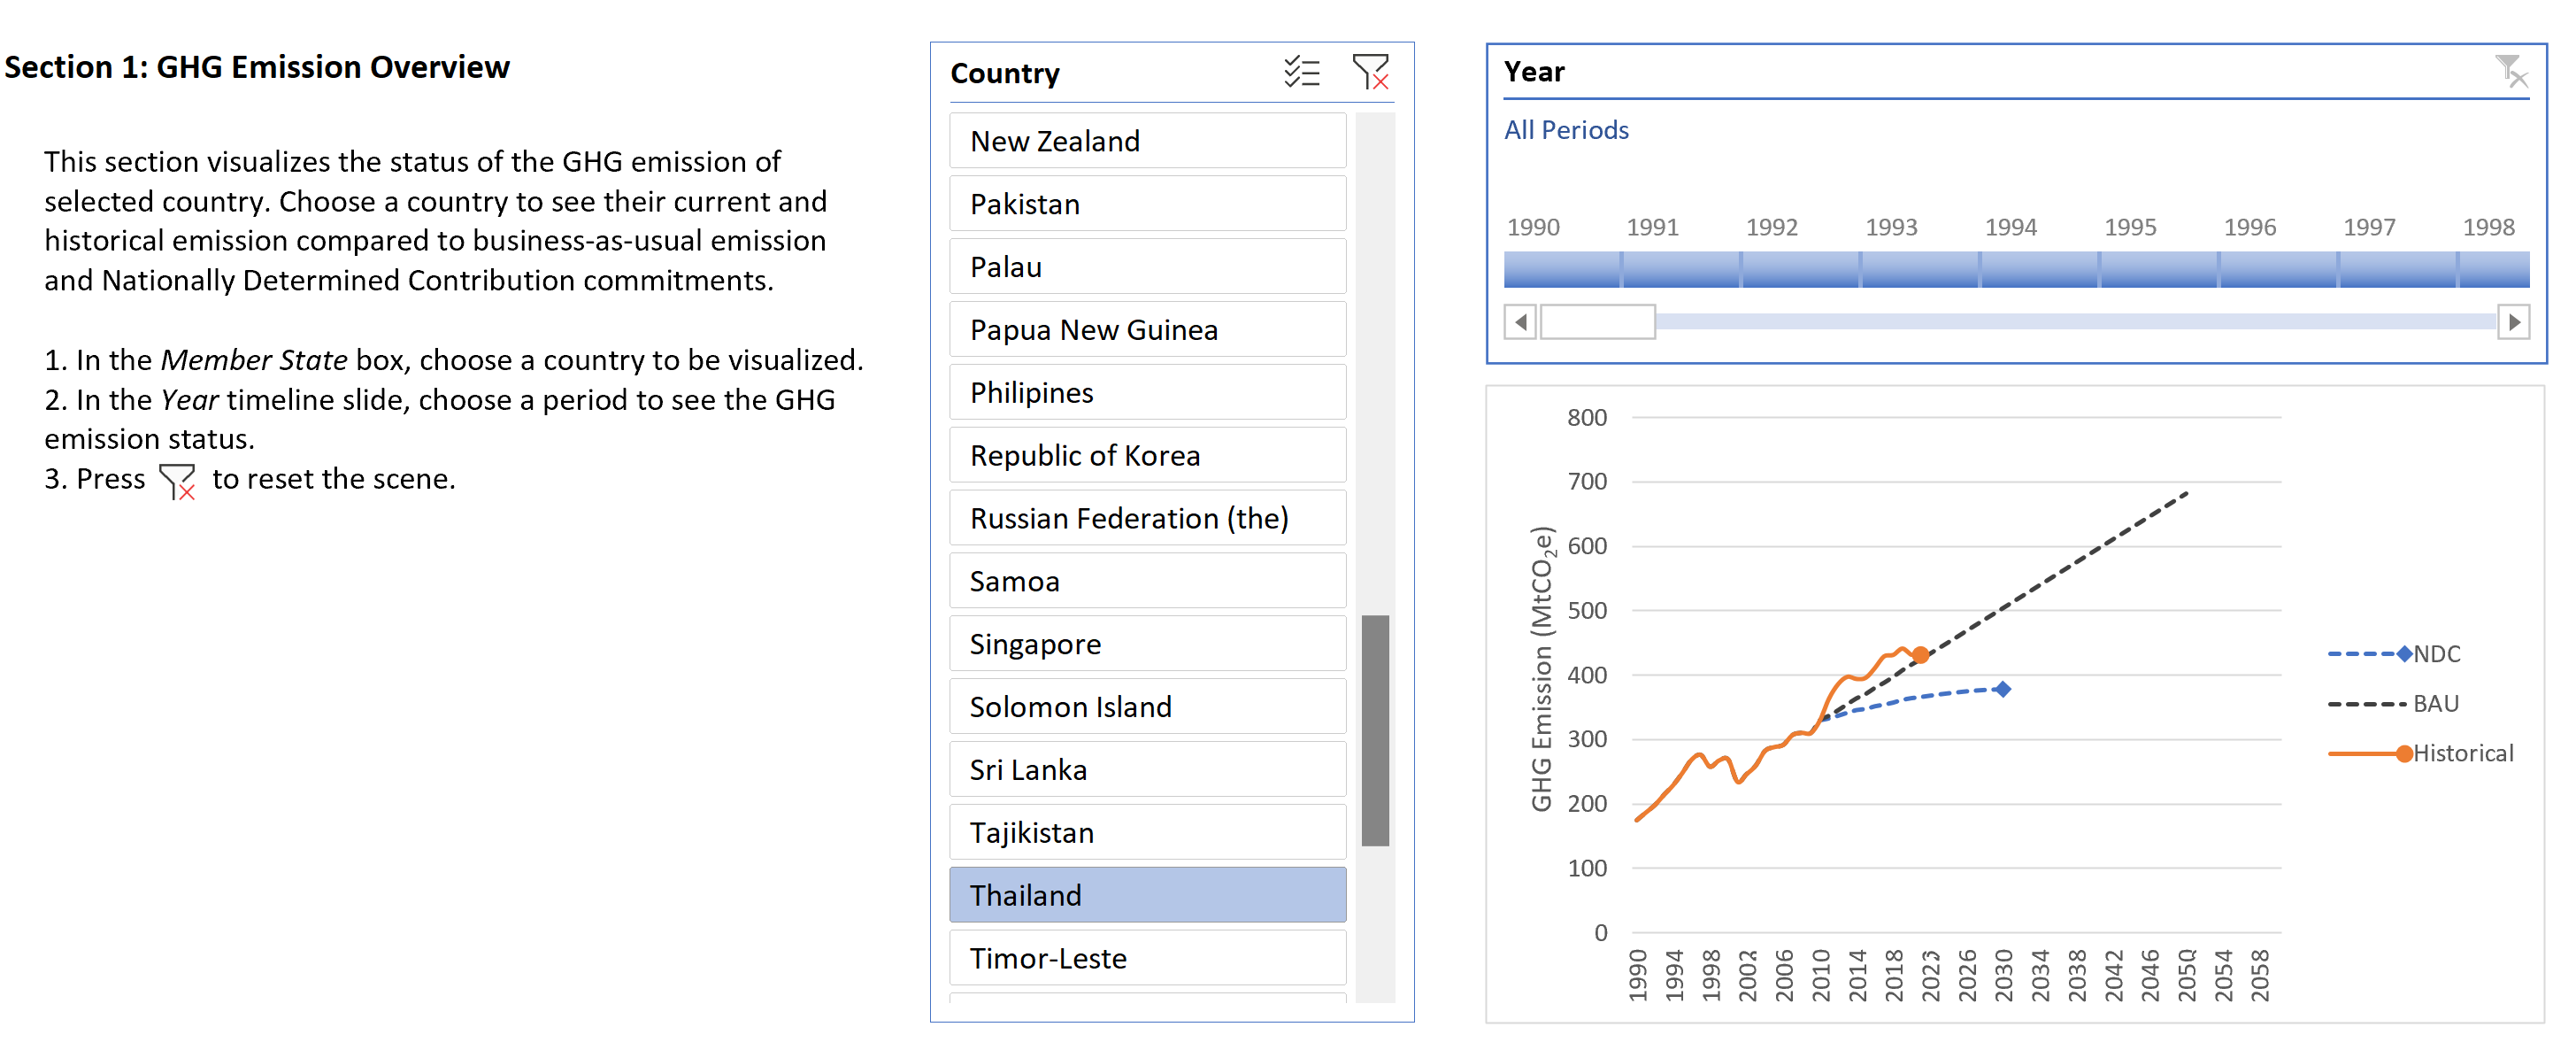 Section 1: GHG Emission Overview
This section visualizes the status of the GHG emission of
selected country. Choose a country to see their current and
historical emission compared to business-as-usual emission
and Nationally Determined Contribution commitments.
1. In the Member State box, choose a country to be visualized.
2. In the Year timeline slide, choose a period to see the GHG
emission status.
3. Press to reset the scene.
Country
New Zealand
Pakistan
Palau
Papua New Guinea
Philipines
Republic of Korea
Russian Federation (the)
Samoa
Singapore
Solomon Island
Sri Lanka
Tajikistan
Thailand
Timor-Leste
Year
All Periods
1990 1991 1992 1993 1994 1995 1996 1997 1998
GHG Emission (MtCO₂e)
800
700
600
500
400
300
200
100
0
1990 1994 1998 2002 2006 2010 2014 2018 2026 2030 2034 2038 2042 2046 2050 2054 2058
NDC
BAU
Historical